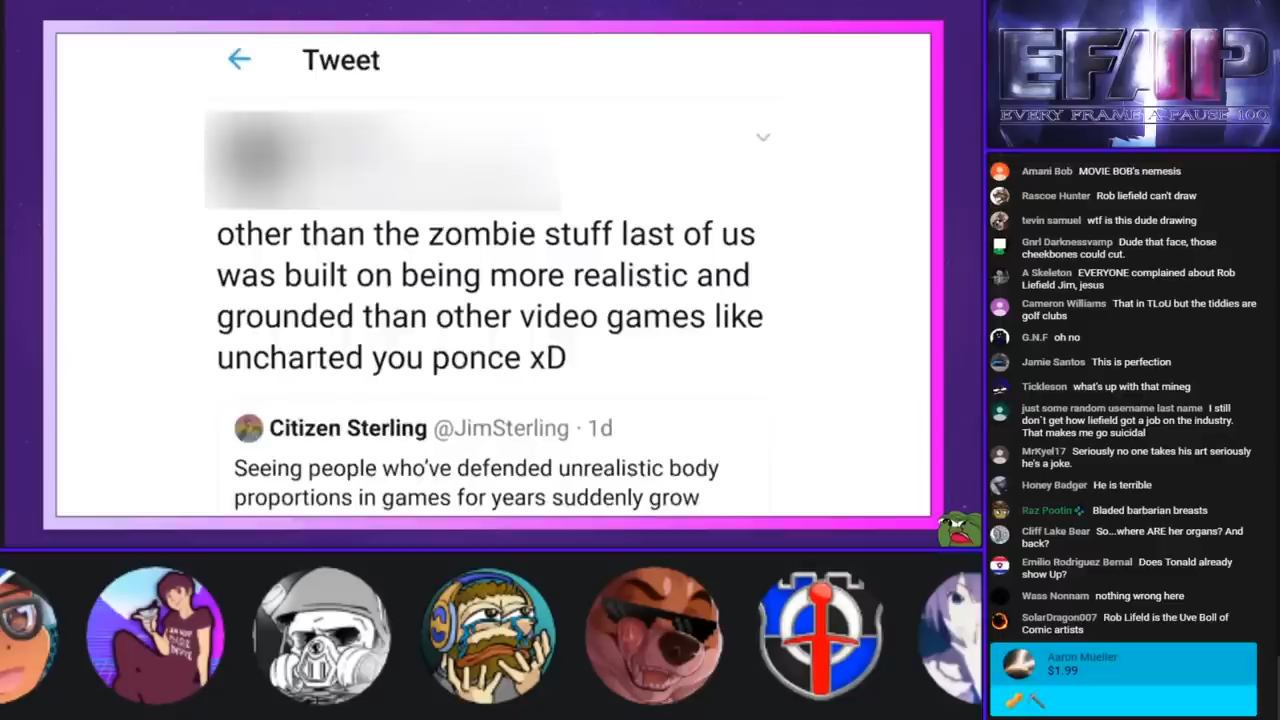 Tweet
other than the zombie stuff last of us
was built on being more realistic and
grounded than other video games like
uncharted you ponce xD
Citizen Sterling @JimSterling · 1d
Seeing people who've defended unrealistic body
proportions in games for years suddenly grow
EFAP
EVERY FRAME A PAUSE 100
Amani Bob MOVIE BOB's nemesis
Rascoe Hunter Rob liefield can't draw
tevin samuel wtf is this dude drawing
Gnrl Darknessvamp Dude that face, those
cheekbones could cut.
A Skeleton EVERYONE complained about Rob
Liefield Jim, jesus
Cameron Williams That in TLoU but the tiddies are
golf clubs
G.N.F oh no
Jamie Santos This is perfection
Tickleson what's up with that mineg
just some random username last name I still
don`t get how liefield got a job on the industry.
That makes me go suicidal
MrKyel17 Seriously no one takes his art seriously
he's a joke.
Honey Badger He is terrible
Raz Pootin Bladed barbarian breasts
Cliff Lake Bear So...where ARE her organs? And
back?
Emilio Rodriguez Bernal Does Tonald already
show Up?
Wass Nonnam nothing wrong here
SolarDragon007 Rob Lifeld is the Uve Boll of
Comic artists
Aaron Mueller
$1.99